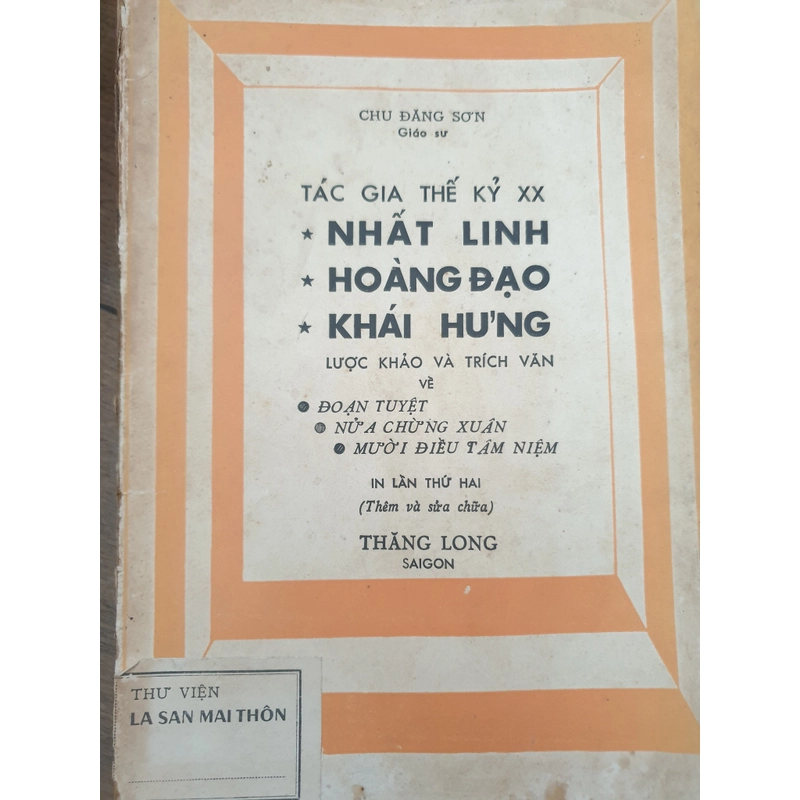 CHU ĐĂNG SƠN
Giáo sư
TÁC GIA THẾ KỶ XX
★ NHẤT LINH
★ HOÀNG ĐẠO
★ KHÁI HƯNG
LƯỢC KHẢO VÀ TRÍCH VĂN
VỀ
● ĐOẠN TUYỆT
● NỬA CHỪNG XUÂN
● MƯỜI ĐIỀU TÂM NIỆM
IN LẦN THỨ HAI
(Thêm và sửa chữa)
THĂNG LONG
SAIGON
THƯ VIỆN
LA SAN MAI THÔN